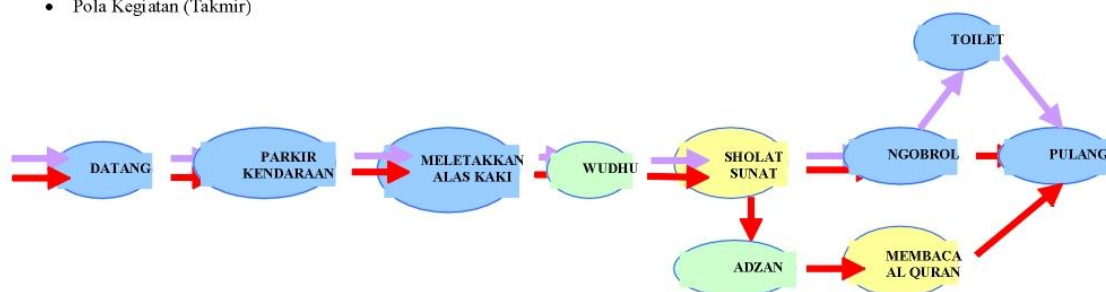 • Pola Kegiatan (Takmir)
TOILET
DATANG
PARKIR
KENDARAAN
MELETAKKAN
ALAS KAKI
WUDHU
SHOLAT
SUNAT
NGOBROL
PULANG
ADZAN
MEMBACA
AL QURAN